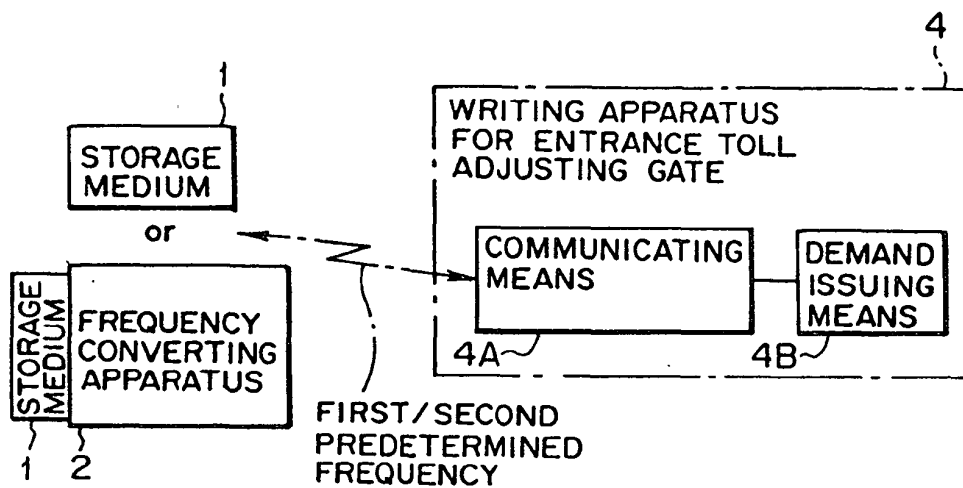 4
1
STORAGE
MEDIUM
or
WRITING APPARATUS
FOR ENTRANCE TOLL
ADJUSTING GATE
COMMUNICATING
MEANS
4A
DEMAND
ISSUING
MEANS
4B
STORAGE
MEDIUM
FREQUENCY
CONVERTING
APPARATUS
1
2
FIRST/SECOND
PREDETERMINED
FREQUENCY